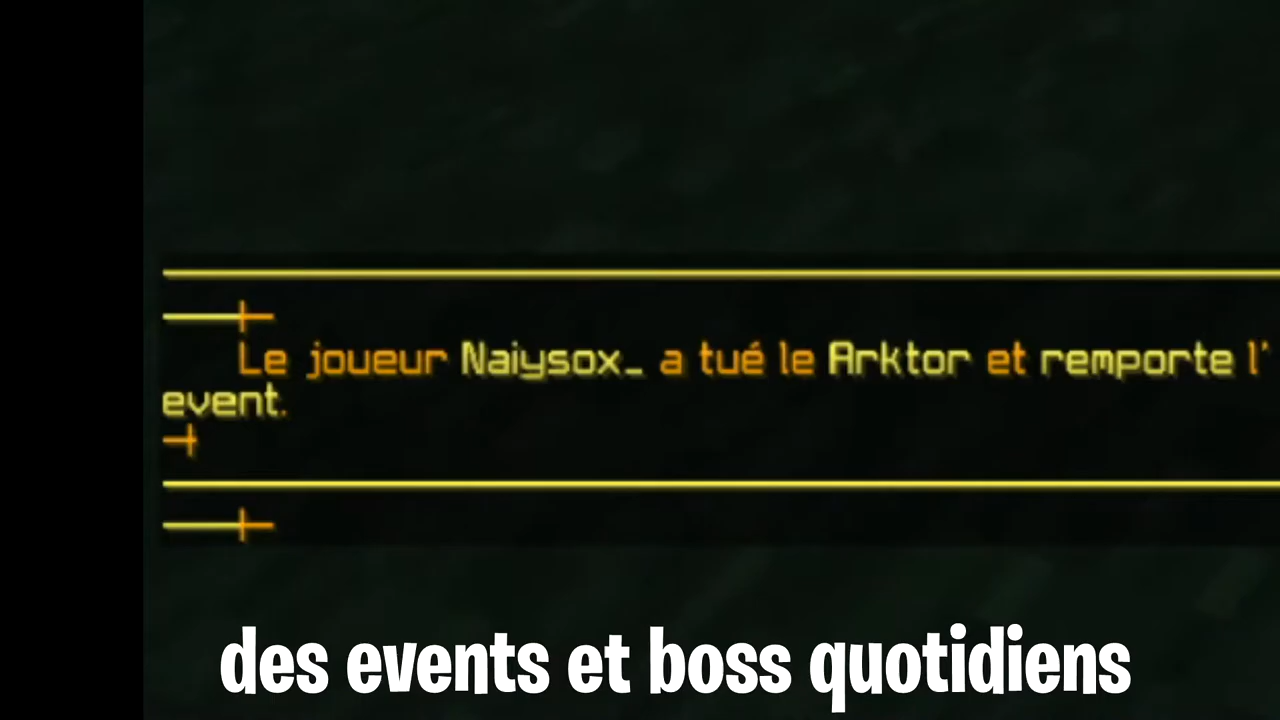 Le joueur Naiysox_ a tué le Arktor et remporte l'
event.
des events et boss quotidiens